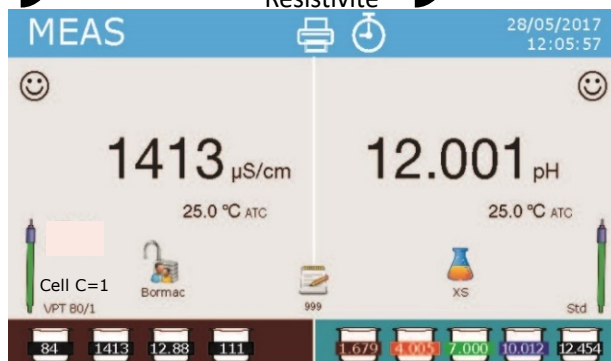 Résistivité
MEAS
28/05/2017
12:05:57
1413 µS/cm
25.0 °C ATC
12.001 pH
25.0 °C ATC
Cell C=1
VPT 80/1
Bormac
999
XS
Std
84 1413 12.88 111
1.679 4.005 7.000 10.012 12.454